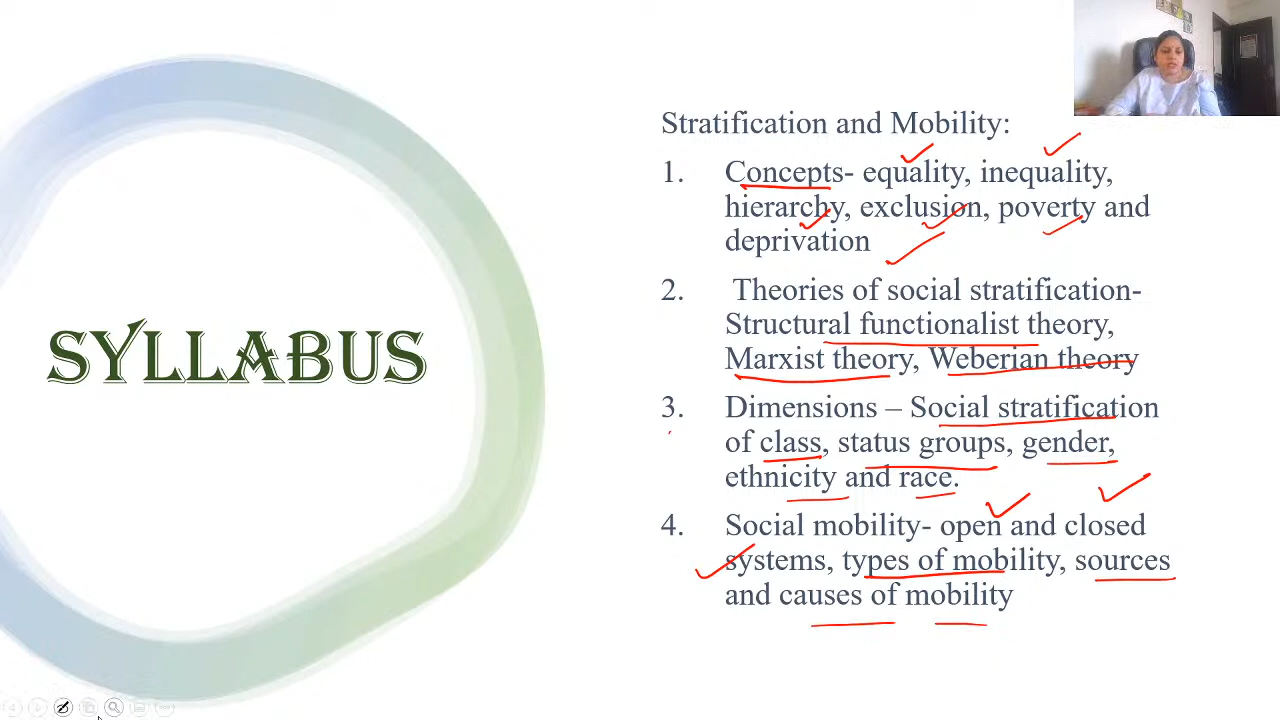 SYLLABUS
Stratification and Mobility:
1. Concepts- equality, inequality,
hierarchy, exclusion, poverty and
deprivation
2. Theories of social stratification-
Structural functionalist theory,
Marxist theory, Weberian theory
3. Dimensions – Social stratification
of class, status groups, gender,
ethnicity and race.
4. Social mobility- open and closed
systems, types of mobility, sources
and causes of mobility